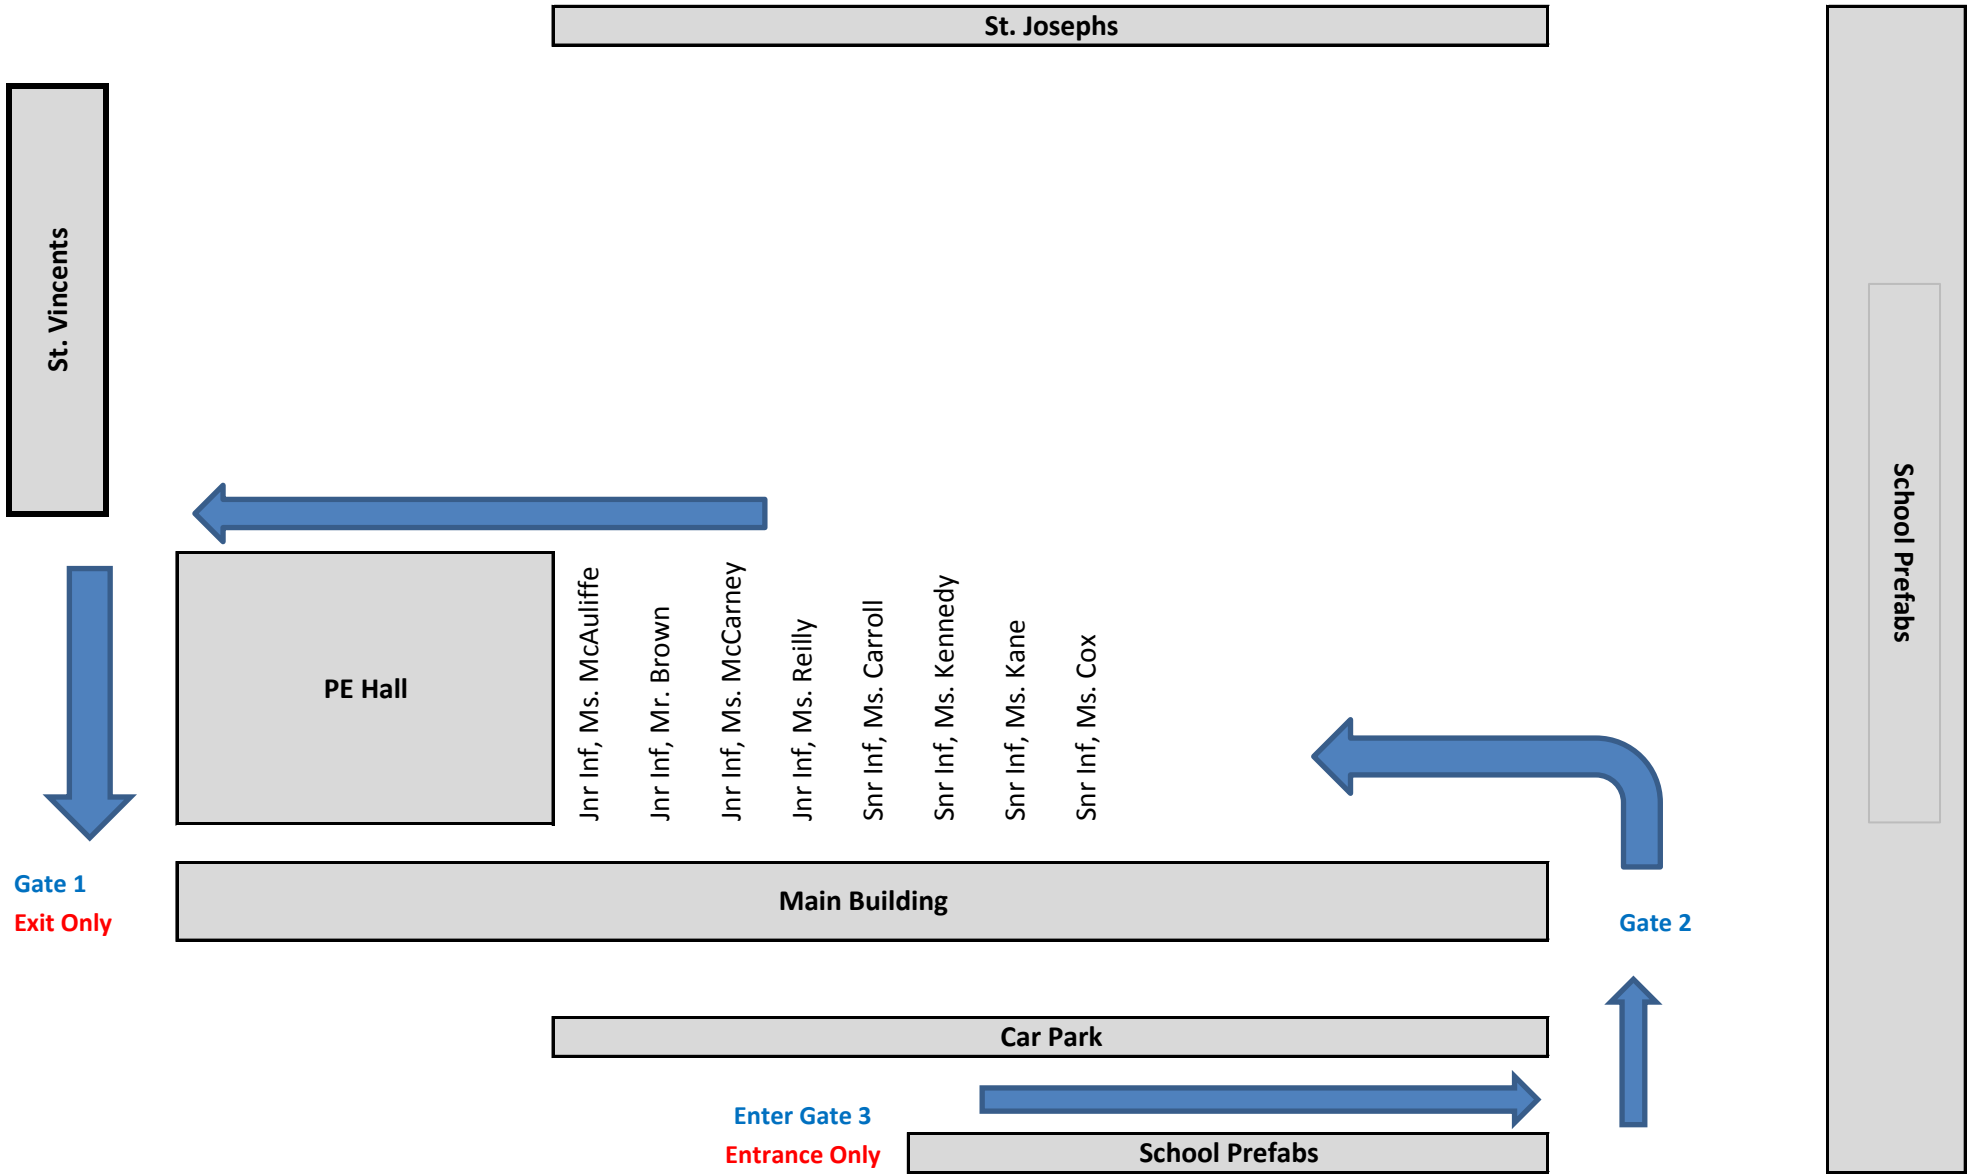 St. Josephs
St. Vincents
School Prefabs
PE Hall
Jnr Inf, Ms. McAuliffe
Jnr Inf, Mr. Brown
Jnr Inf, Ms. McCarney
Jnr Inf, Ms. Reilly
Snr Inf, Ms. Carroll
Snr Inf, Ms. Kennedy
Snr Inf, Ms. Kane
Snr Inf, Ms. Cox
Gate 1
Exit Only
Main Building
Gate 2
Car Park
Enter Gate 3
Entrance Only
School Prefabs